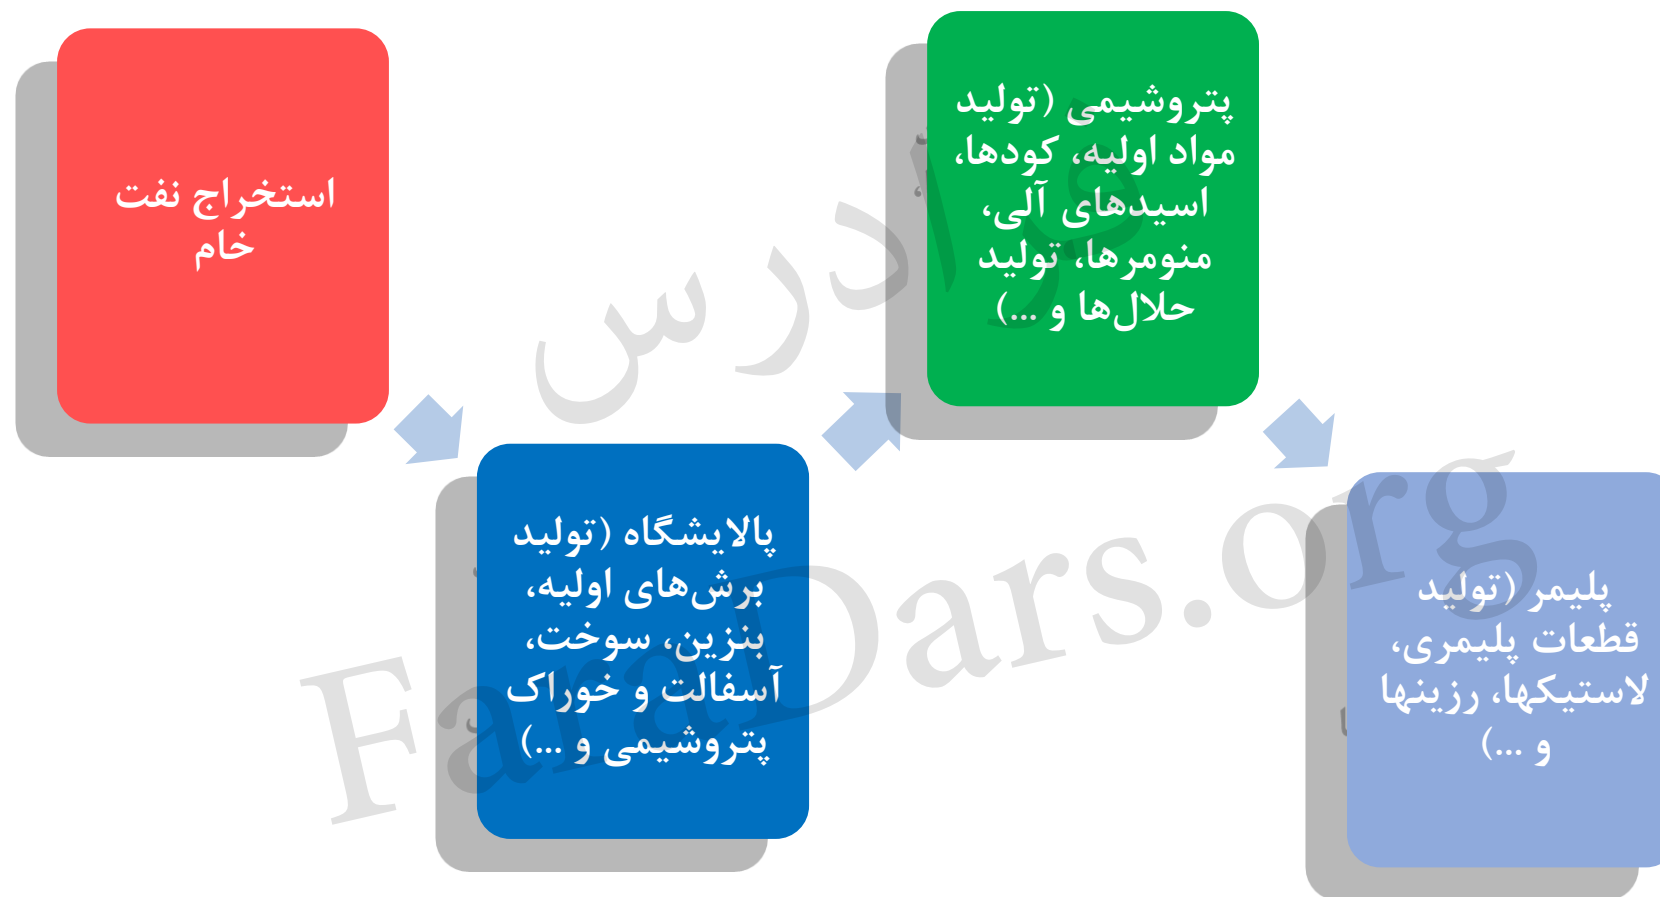 استخراج نفت
خام
پالایشگاه (تولید
برش‌های اولیه،
بنزین، سوخت،
آسفالت و خوراک
پتروشیمی و ...)
پتروشیمی (تولید
مواد اولیه، کودها،
اسیدهای آلی،
منومرها، تولید
حلال‌ها و ...)
پلیمر (تولید
قطعات پلیمری،
لاستیکها، رزینها
و ...)
فرادرس
FaraDars.org